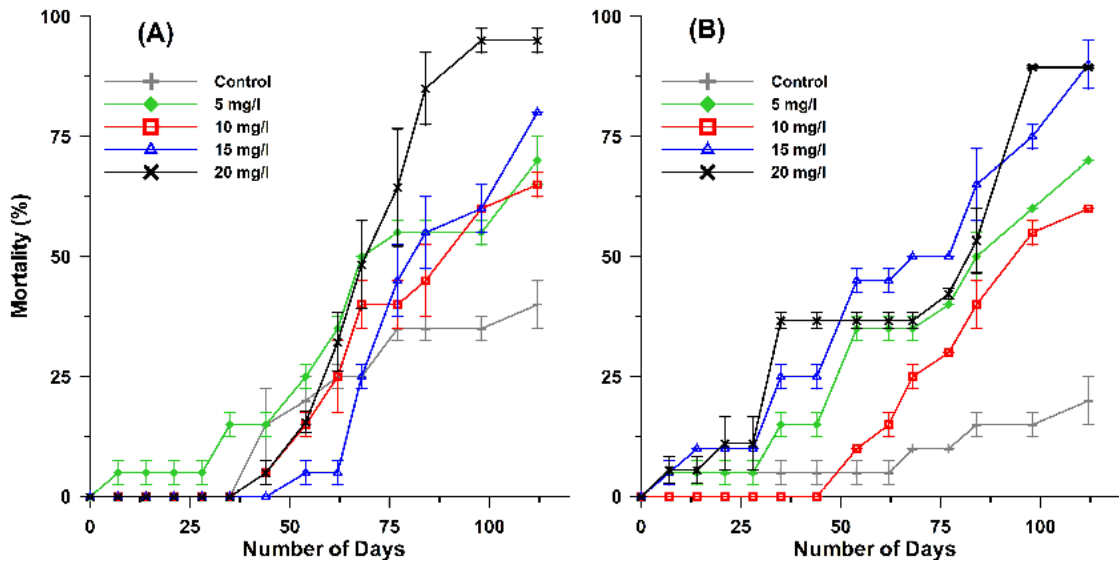 (A)
Control
5 mg/l
10 mg/l
15 mg/l
20 mg/l
Mortality (%)
100
75
50
25
0
0 25 50 75 100
Number of Days
(B)
Control
5 mg/l
10 mg/l
15 mg/l
20 mg/l
100
75
50
25
0
0 25 50 75 100
Number of Days